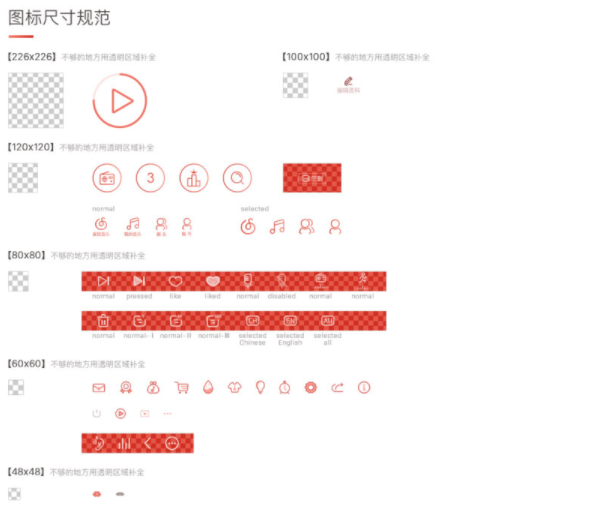 图标尺寸规范
【226x226】不够的地方用透明区域补全
【100x100】不够的地方用透明区域补全
编辑资料
【120x120】不够的地方用透明区域补全
3
normal
selected
【80x80】不够的地方用透明区域补全
normal pressed like liked normal disabled normal normal
CH EN ALL
normal normal-I normal-II normal-III selected Chinese selected English selected all
【60x60】不够的地方用透明区域补全
【48x48】不够的地方用透明区域补全